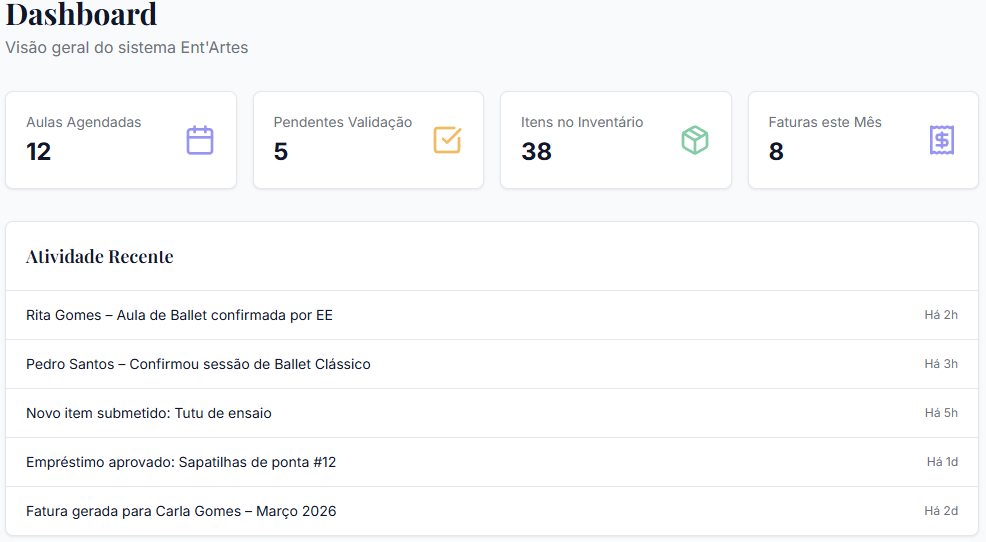 Dashboard
Visão geral do sistema Ent'Artes
Aulas Agendadas
12
Pendentes Validação
5
Itens no Inventário
38
Faturas este Mês
8
Atividade Recente
Rita Gomes – Aula de Ballet confirmada por EE Há 2h
Pedro Santos – Confirmou sessão de Ballet Clássico Há 3h
Novo item submetido: Tutu de ensaio Há 5h
Empréstimo aprovado: Sapatilhas de ponta #12 Há 1d
Fatura gerada para Carla Gomes – Março 2026 Há 2d